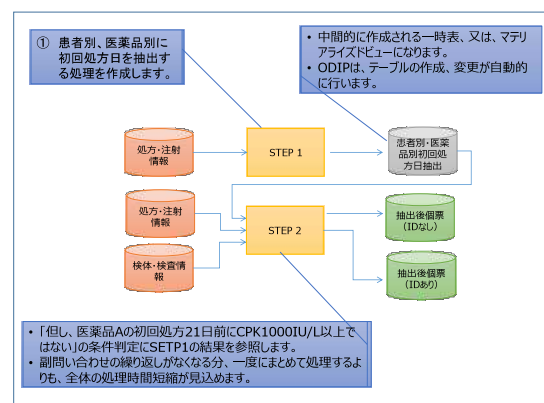 ① 患者別、医薬品別に
初回処方日を抽出す
る処理を作成します。
• 中間的に作成される一時表、又は、マテリ
アライズドビューになります。
• ODIPは、テーブルの作成、変更が自動的
に行います。
処方・注射
情報
STEP 1
患者別・医薬
品別初回処
方日抽出
処方・注射
情報
STEP 2
抽出後個票
（IDなし）
検体・検査情
報
抽出後個票
（IDあり）
• 「但し、医薬品Aの初回処方21日前にCPK1000IU/L以上で
はない」の条件判定にSETP1の結果を参照します。
• 副問い合わせの繰り返しがなくなる分、一度にまとめて処理するよ
りも、全体の処理時間短縮が見込めます。